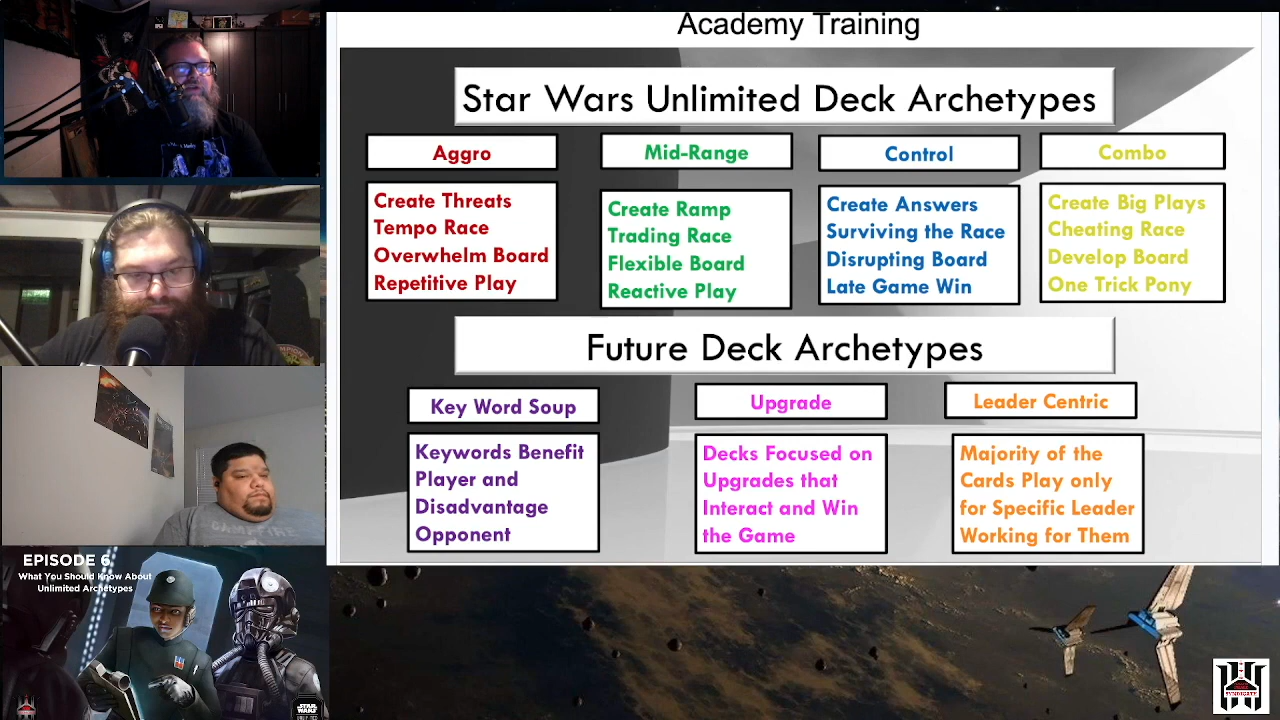 Academy Training
Star Wars Unlimited Deck Archetypes
Aggro
Create Threats
Tempo Race
Overwhelm Board
Repetitive Play
Mid-Range
Create Ramp
Trading Race
Flexible Board
Reactive Play
Control
Create Answers
Surviving the Race
Disrupting Board
Late Game Win
Combo
Create Big Plays
Cheating Race
Develop Board
One Trick Pony
Future Deck Archetypes
Key Word Soup
Keywords Benefit
Player and
Disadvantage
Opponent
Upgrade
Decks Focused on
Upgrades that
Interact and Win
the Game
Leader Centric
Majority of the
Cards Play only
for Specific Leader
Working for Them
EPISODE 6
What You Should Know About
Unlimited Archetypes
STAR
WARS
SYNDICATE